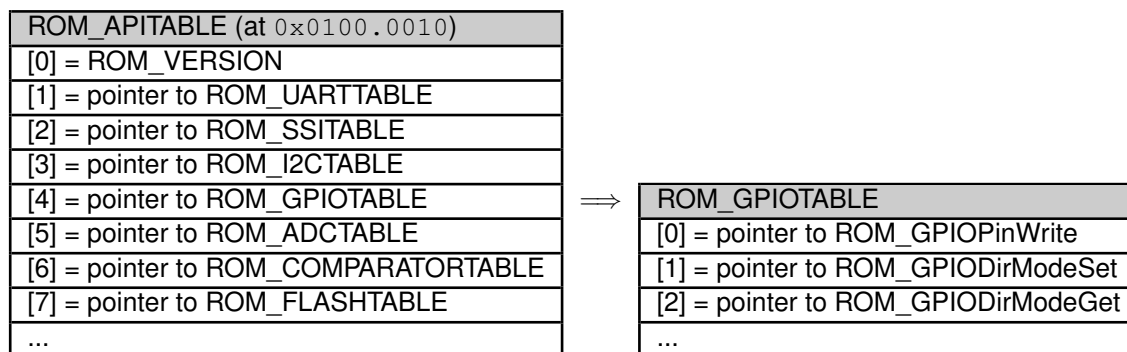 ROM_APITABLE (at 0x0100.0010)
[0] = ROM_VERSION
[1] = pointer to ROM_UARTTABLE
[2] = pointer to ROM_SSITABLE
[3] = pointer to ROM_I2CTABLE
[4] = pointer to ROM_GPIOTABLE
[5] = pointer to ROM_ADCTABLE
[6] = pointer to ROM_COMPARATORTABLE
[7] = pointer to ROM_FLASHTABLE
...
⟹
ROM_GPIOTABLE
[0] = pointer to ROM_GPIOPinWrite
[1] = pointer to ROM_GPIODirModeSet
[2] = pointer to ROM_GPIODirModeGet
...